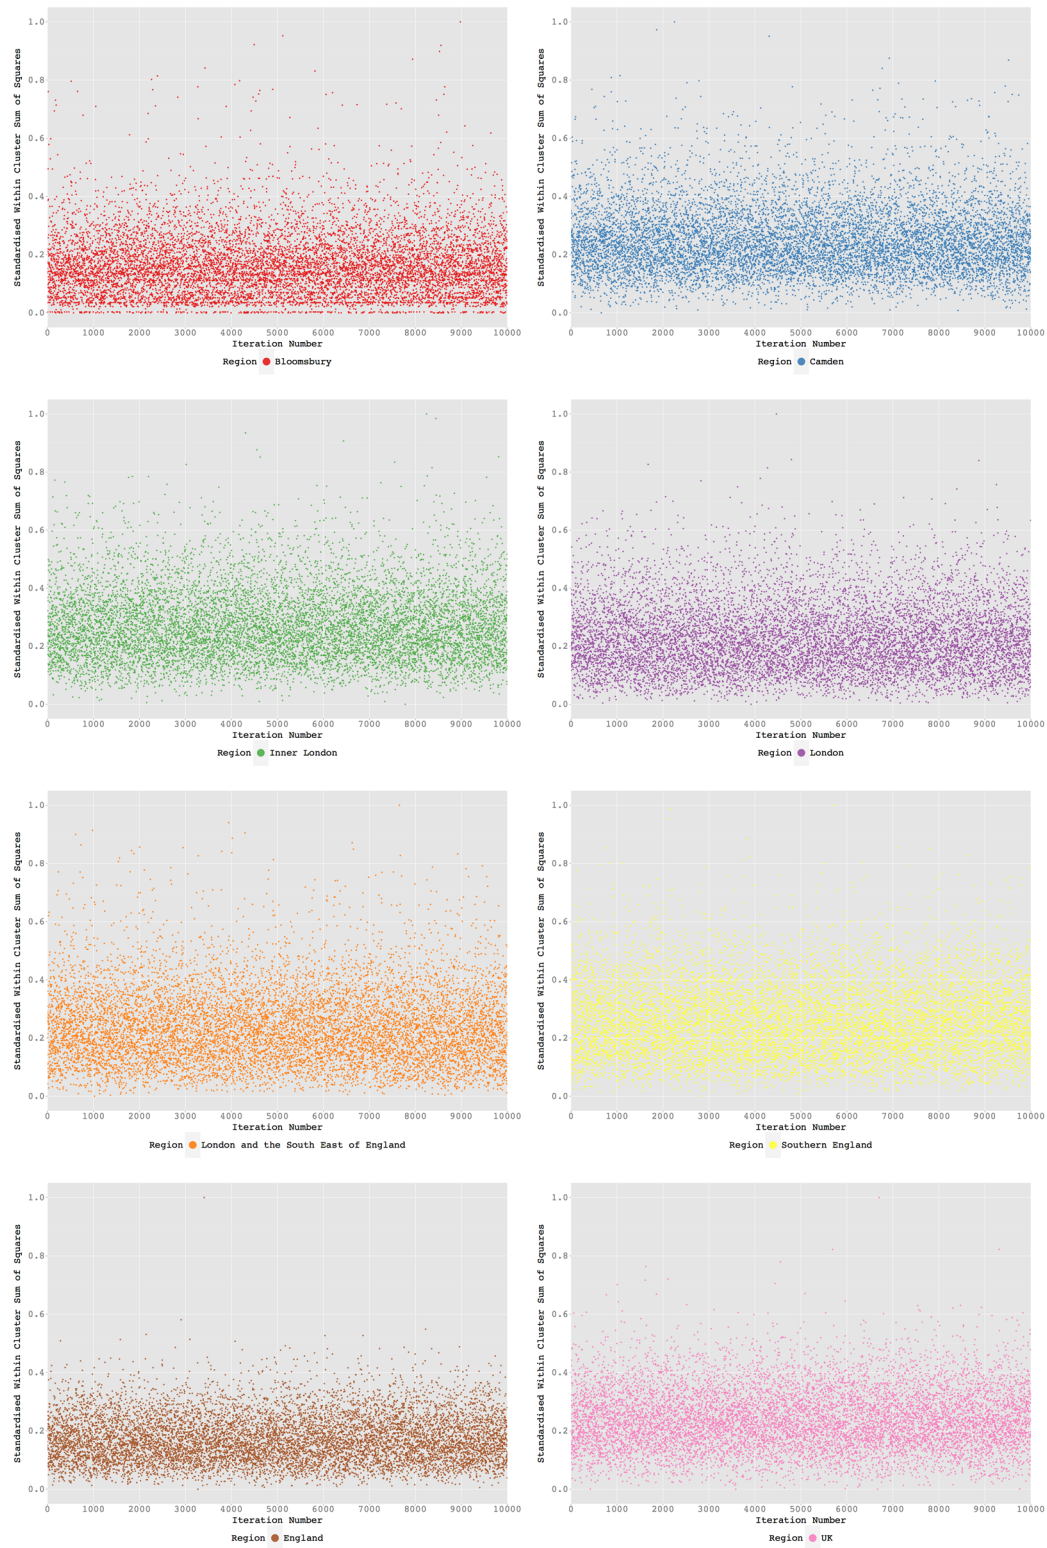 Standardised Within Cluster Sum of Squares
1.0
0.8
0.6
0.4
0.2
0.0
0 1000 2000 3000 4000 5000 6000 7000 8000 9000 10000
Iteration Number
Region Bloomsbury
Standardised Within Cluster Sum of Squares
1.0
0.8
0.6
0.4
0.2
0.0
0 1000 2000 3000 4000 5000 6000 7000 8000 9000 10000
Iteration Number
Region Camden
Standardised Within Cluster Sum of Squares
1.0
0.8
0.6
0.4
0.2
0.0
0 1000 2000 3000 4000 5000 6000 7000 8000 9000 10000
Iteration Number
Region Inner London
Standardised Within Cluster Sum of Squares
1.0
0.8
0.6
0.4
0.2
0.0
0 1000 2000 3000 4000 5000 6000 7000 8000 9000 10000
Iteration Number
Region London
Standardised Within Cluster Sum of Squares
1.0
0.8
0.6
0.4
0.2
0.0
0 1000 2000 3000 4000 5000 6000 7000 8000 9000 10000
Iteration Number
Region London and the South East of England
Standardised Within Cluster Sum of Squares
1.0
0.8
0.6
0.4
0.2
0.0
0 1000 2000 3000 4000 5000 6000 7000 8000 9000 10000
Iteration Number
Region Southern England
Standardised Within Cluster Sum of Squares
1.0
0.8
0.6
0.4
0.2
0.0
0 1000 2000 3000 4000 5000 6000 7000 8000 9000 10000
Iteration Number
Region England
Standardised Within Cluster Sum of Squares
1.0
0.8
0.6
0.4
0.2
0.0
0 1000 2000 3000 4000 5000 6000 7000 8000 9000 10000
Iteration Number
Region UK